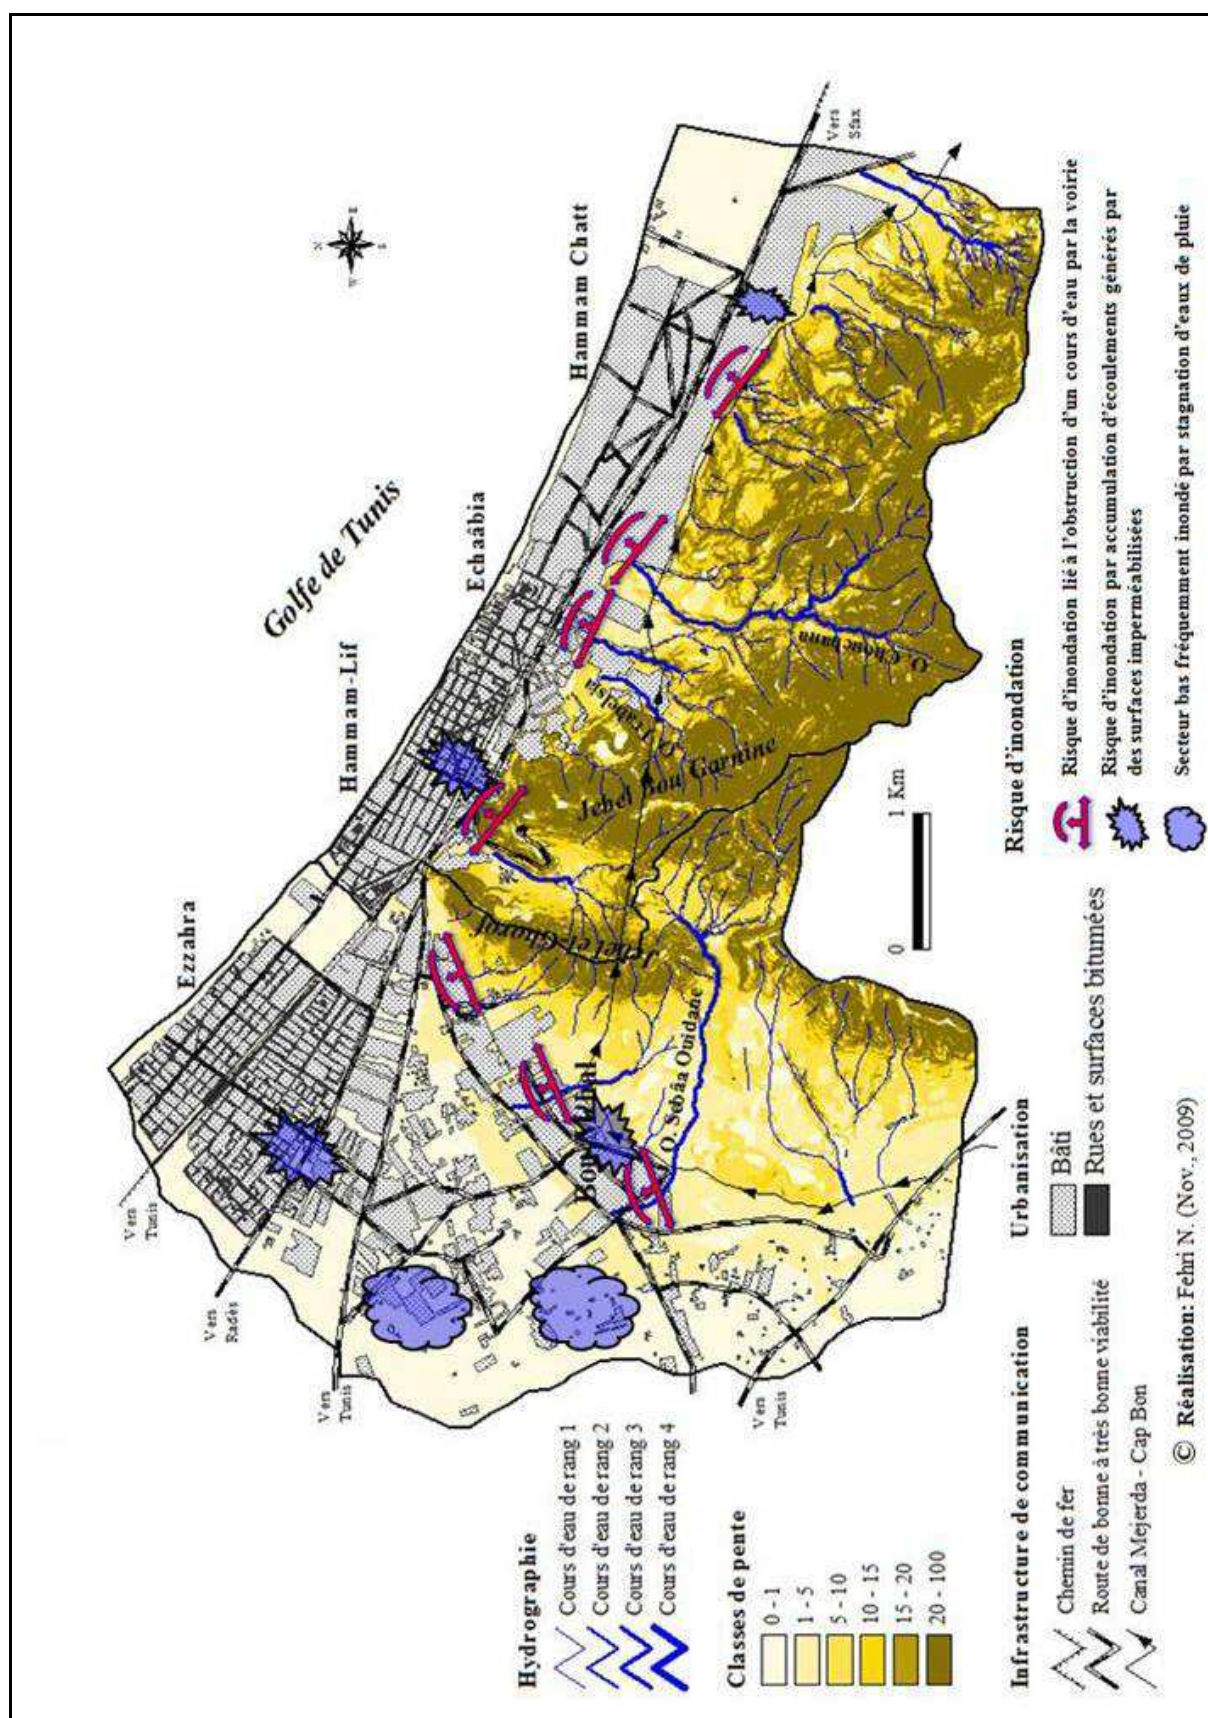 Golfe de Tunis
Ezzahra
Hammam-Lif
Echaâbia
Hammam Chatt
N
W
E
S
Vers
Tunis
Vers
Radès
Vers
Tunis
Vers
Tunis
Vers
Sfax
Jebel el Ghorof
Jebel Bou Garnine
O. Trabelsia
O. Chouchana
O. Sebâa Ouidane
0
1 Km
Hydrographie
Cours d'eau de rang 1
Cours d'eau de rang 2
Cours d'eau de rang 3
Cours d'eau de rang 4
Classes de pente
0 - 1
1 - 5
5 - 10
10 - 15
15 - 20
20 - 100
Infrastructure de communication
Chemin de fer
Route de bonne à très bonne viabilité
Canal Mejerda - Cap Bon
Urbanisation
Bâti
Rues et surfaces bitumées
Risque d'inondation
Risque d'inondation lié à l'obstruction d'un cours d'eau par la voirie
Risque d'inondation par accumulation d'écoulements générés par
des surfaces imperméabilisées
Secteur bas fréquemment inondé par stagnation d'eaux de pluie
© Réalisation: Fehri N. (Nov., 2009)